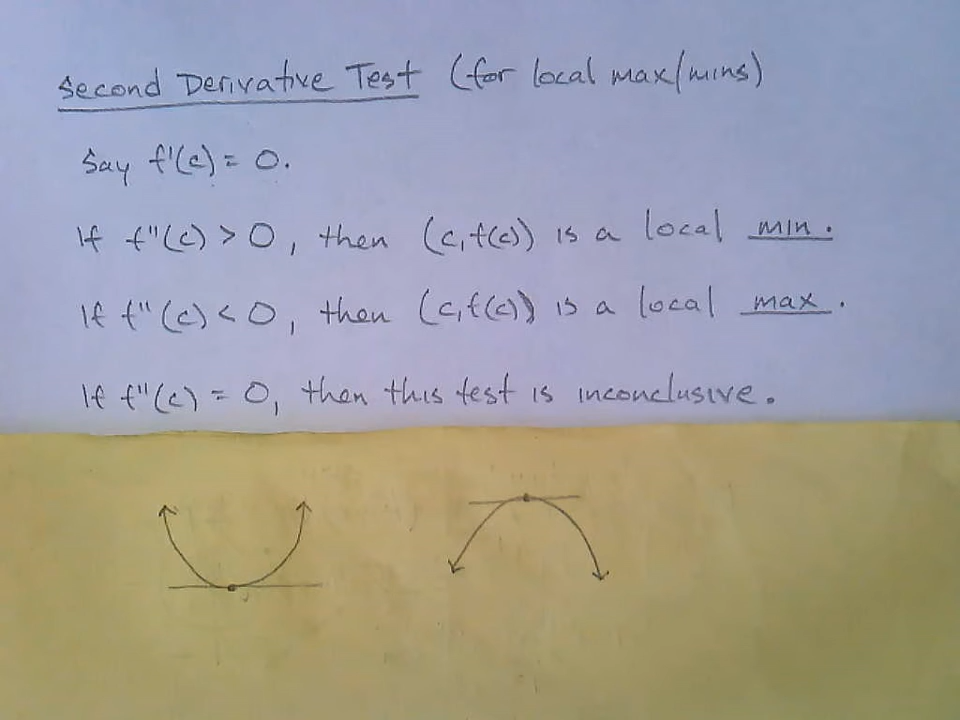 Second Derivative Test (for local max/mins)
Say f'(c) = 0.
If f"(c) > 0, then (c, f(c)) is a local min.
If f"(c) < 0, then (c, f(c)) is a local max.
If f"(c) = 0, then this test is inconclusive.